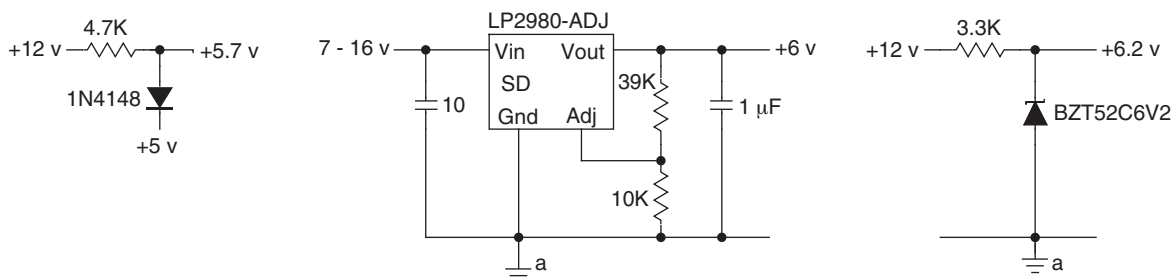 4.7K
+12 v
+5.7 v
1N4148
+5 v
LP2980-ADJ
7 - 16 v
Vin
Vout
+6 v
SD
39K
10
Gnd
Adj
1 μF
10K
a
3.3K
+12 v
+6.2 v
BZT52C6V2
a